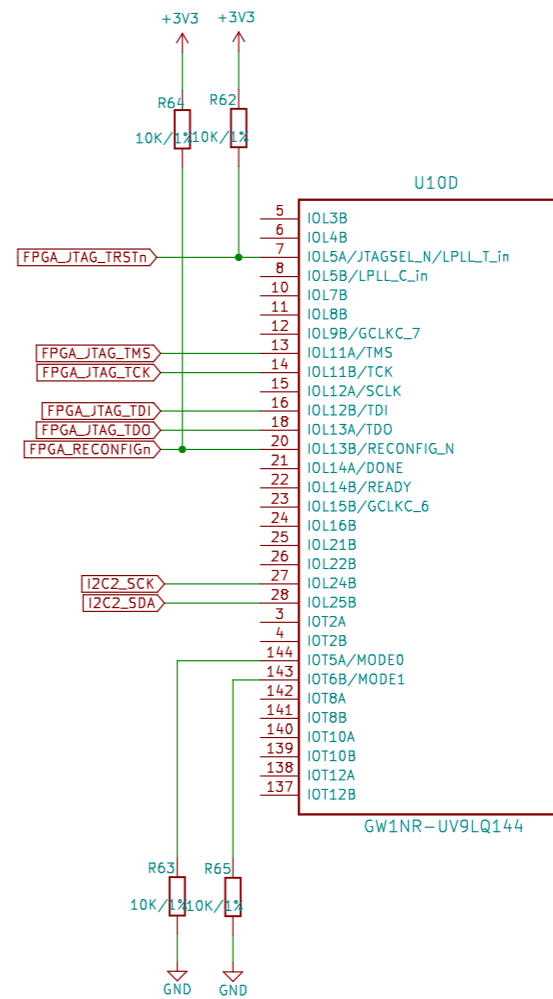 +3V3 +3V3
R64 R62
10K/1% 10K/1%
U10D
5 IOL3B
6 IOL4B
FPGA_JTAG_TRSTn 7 IOL5A/JTAGSEL_N/LPLL_T_in
8 IOL5B/LPLL_C_in
10 IOL7B
11 IOL8B
12 IOL9B/GCLKC_7
FPGA_JTAG_TMS 13 IOL11A/TMS
FPGA_JTAG_TCK 14 IOL11B/TCK
15 IOL12A/SCLK
FPGA_JTAG_TDI 16 IOL12B/TDI
FPGA_JTAG_TDO 18 IOL13A/TDO
FPGA_RECONFIGn 20 IOL13B/RECONFIG_N
21 IOL14A/DONE
22 IOL14B/READY
23 IOL15B/GCLKC_6
24 IOL16B
25 IOL21B
26 IOL22B
I2C2_SCK 27 IOL24B
I2C2_SDA 28 IOL25B
3 IOT2A
4 IOT2B
144 IOT5A/MODE0
143 IOT6B/MODE1
142 IOT8A
141 IOT8B
140 IOT10A
139 IOT10B
138 IOT12A
137 IOT12B
GW1NR-UV9LQ144
R63 R65
10K/1% 10K/1%
GND GND